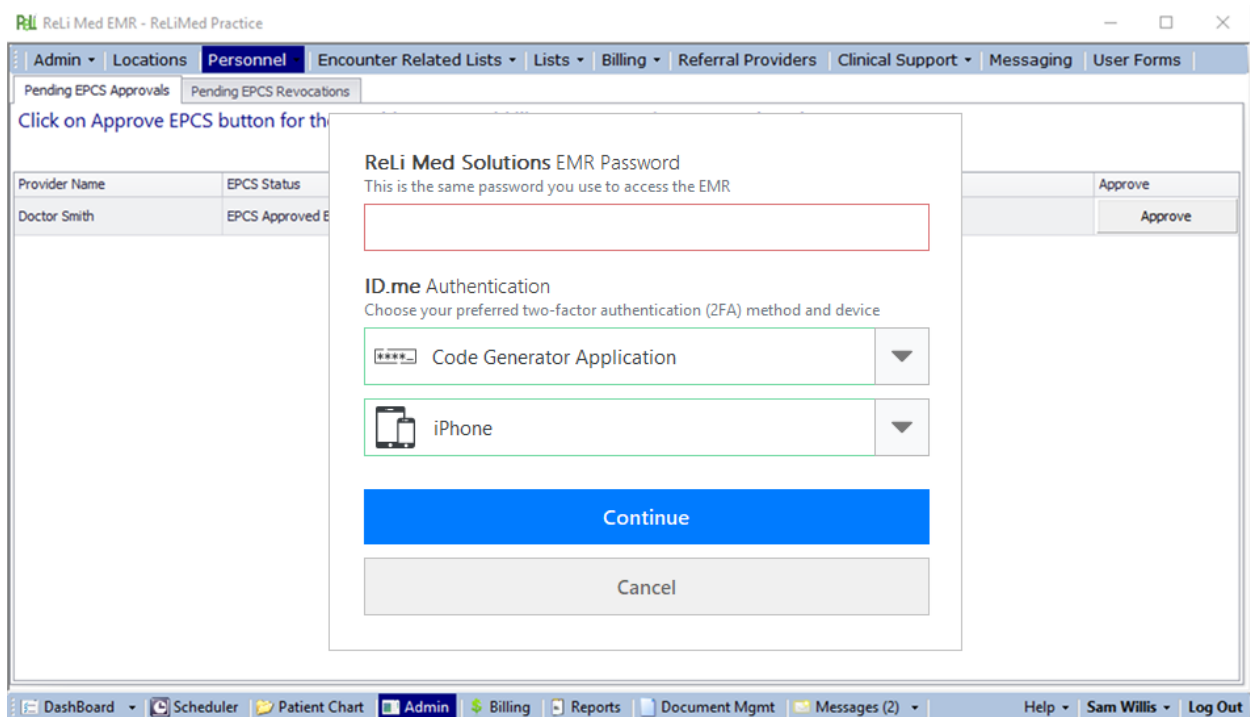 ReLi ReLi Med EMR - ReLiMed Practice
Admin Locations Personnel Encounter Related Lists Lists Billing Referral Providers Clinical Support Messaging User Forms
Pending EPCS Approvals Pending EPCS Revocations
Click on Approve EPCS button for the
Provider Name EPCS Status Approve
Doctor Smith EPCS Approved E Approve
ReLi Med Solutions EMR Password
This is the same password you use to access the EMR
ID.me Authentication
Choose your preferred two-factor authentication (2FA) method and device
****_ Code Generator Application
iPhone
Continue
Cancel
DashBoard Scheduler Patient Chart Admin $ Billing Reports Document Mgmt Messages (2) Help Sam Willis Log Out